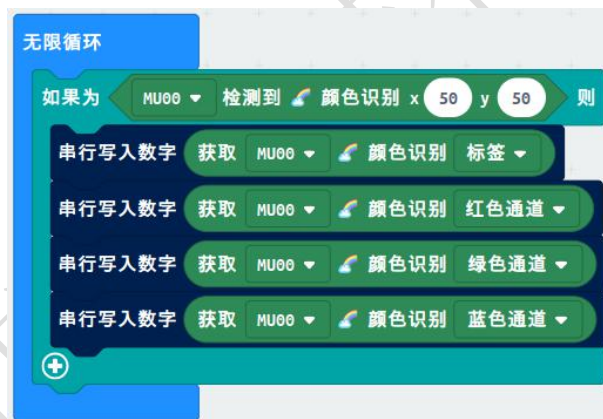 无限循环
如果为 MU00 检测到 颜色识别 x 50 y 50 则
串行写入数字 获取 MU00 颜色识别 标签
串行写入数字 获取 MU00 颜色识别 红色通道
串行写入数字 获取 MU00 颜色识别 绿色通道
串行写入数字 获取 MU00 颜色识别 蓝色通道